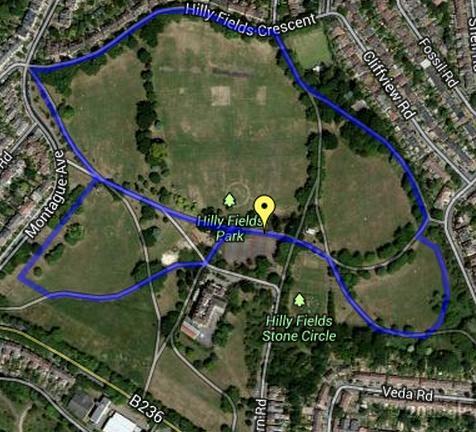 Hilly Fields Crescent
Cliffview Rd
Fossil Rd
Rd
Montague Ave
Hilly Fields
Park
Hilly Fields
Stone Circle
Veda Rd
B236
rn Rd